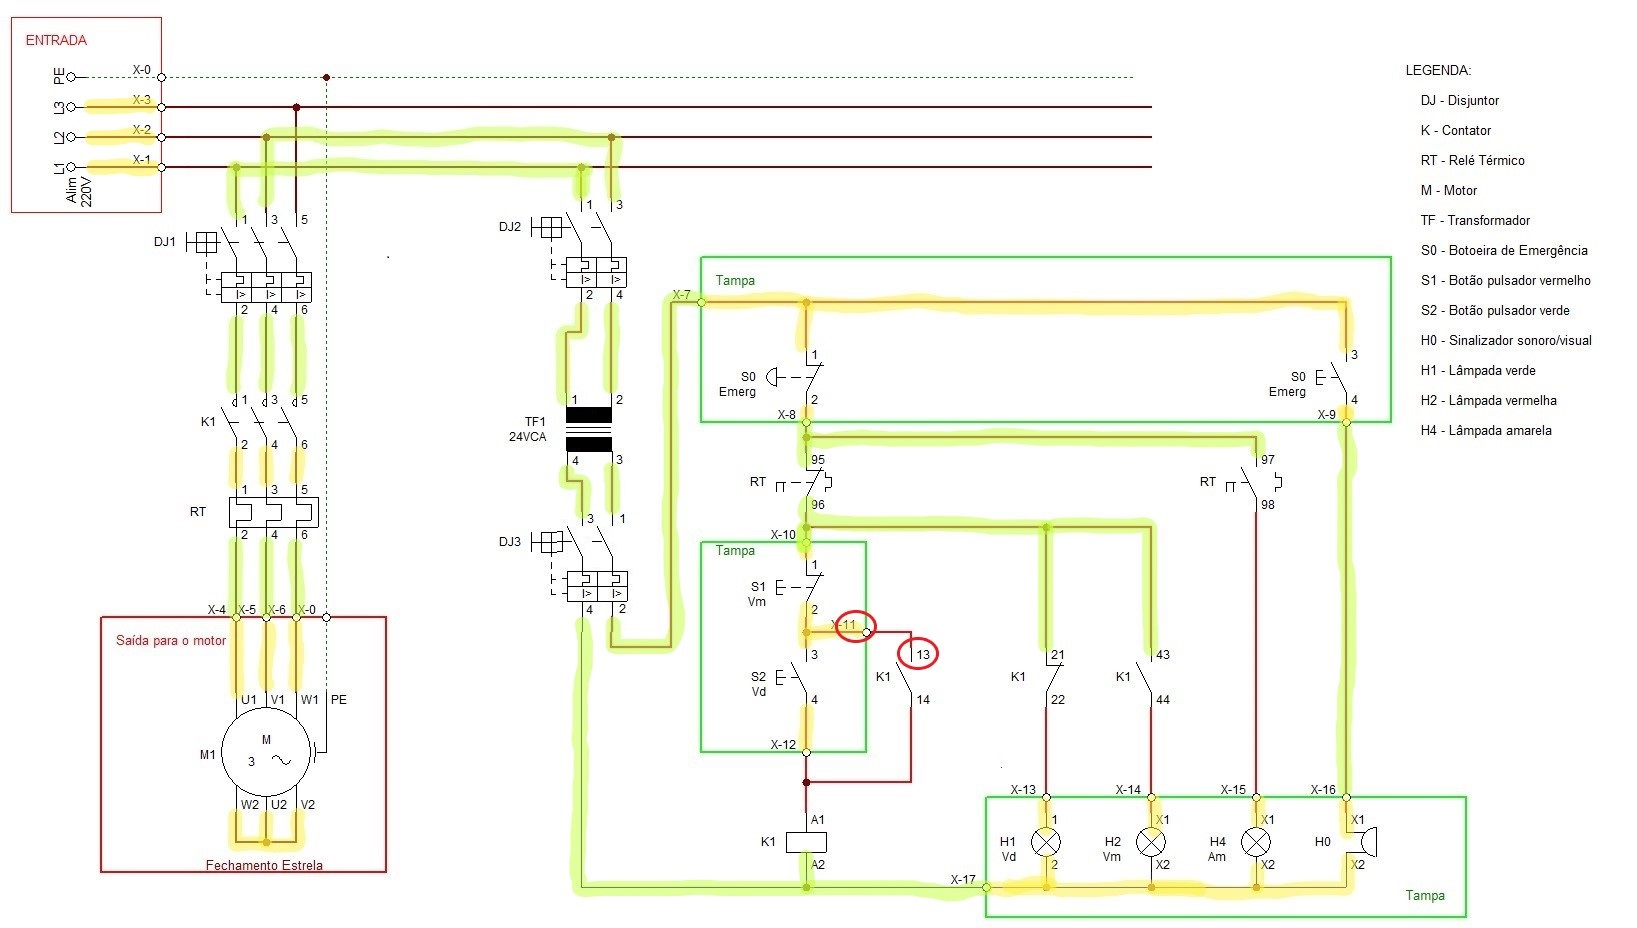 ENTRADA
PE X-0
L3 X-3
L2 X-2
L1 X-1
Alim
220V
LEGENDA:
DJ - Disjuntor
K - Contator
RT - Relé Térmico
M - Motor
TF - Transformador
S0 - Botoeira de Emergência
S1 - Botão pulsador vermelho
S2 - Botão pulsador verde
H0 - Sinalizador sonoro/visual
H1 - Lâmpada verde
H2 - Lâmpada vermelha
H4 - Lâmpada amarela
1 3 5
DJ1
I> I> I>
2 4 6
1 3 5
K1
2 4 6
1 3 5
RT
2 4 6
X-4 X-5 X-6 X-0
Saída para o motor
U1 V1 W1 PE
M1
M
3
W2 U2 V2
Fechamento Estrela
1 3
DJ2
I> I>
2 4
1 2
TF1
24VCA
4 3
3 1
DJ3
I> I>
4 2
X-7
Tampa
1
S0
Emerg
2
X-8
3
S0
Emerg
4
X-9
95
RT
96
97
RT
98
X-10
Tampa
1
S1
Vm
2
X-11
3
S2
Vd
4
X-12
13
K1
14
21
K1
22
43
K1
44
A1
K1
A2
X-17
X-13 X-14 X-15 X-16
1 X1 X1 X1
H1
Vd
H2
Vm
H4
Am
H0
2 X2 X2 X2
Tampa